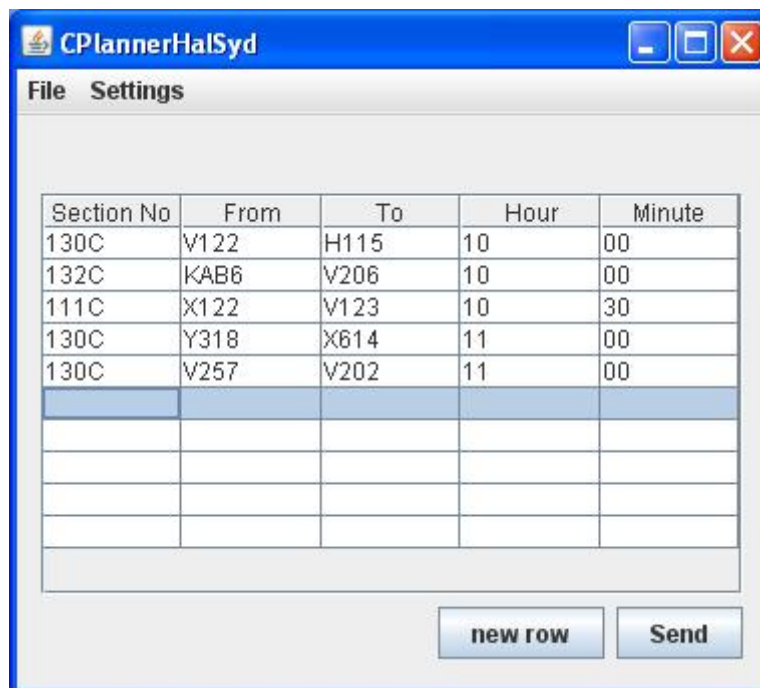 CPlannerHalSyd
File Settings
Section No From To Hour Minute
130C V122 H115 10 00
132C KAB6 V206 10 00
111C X122 V123 10 30
130C Y318 X614 11 00
130C V257 V202 11 00
new row Send